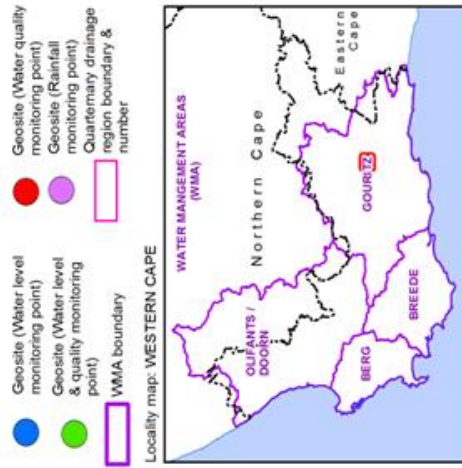 Geosite (Water level
monitoring point)
Geosite (Water level
& quality monitoring
point)
WMA boundary
Geosite (Water quality
monitoring point)
Geosite (Rainfall
monitoring point)
Quarternary drainage
region boundary &
number
Locality map: WESTERN CAPE
WATER MANGEMENT AREAS
(WMA)
Northern Cape
Eastern
Cape
OLIFANTS /
DOORN
GOURITZ
BERG
BREEDE